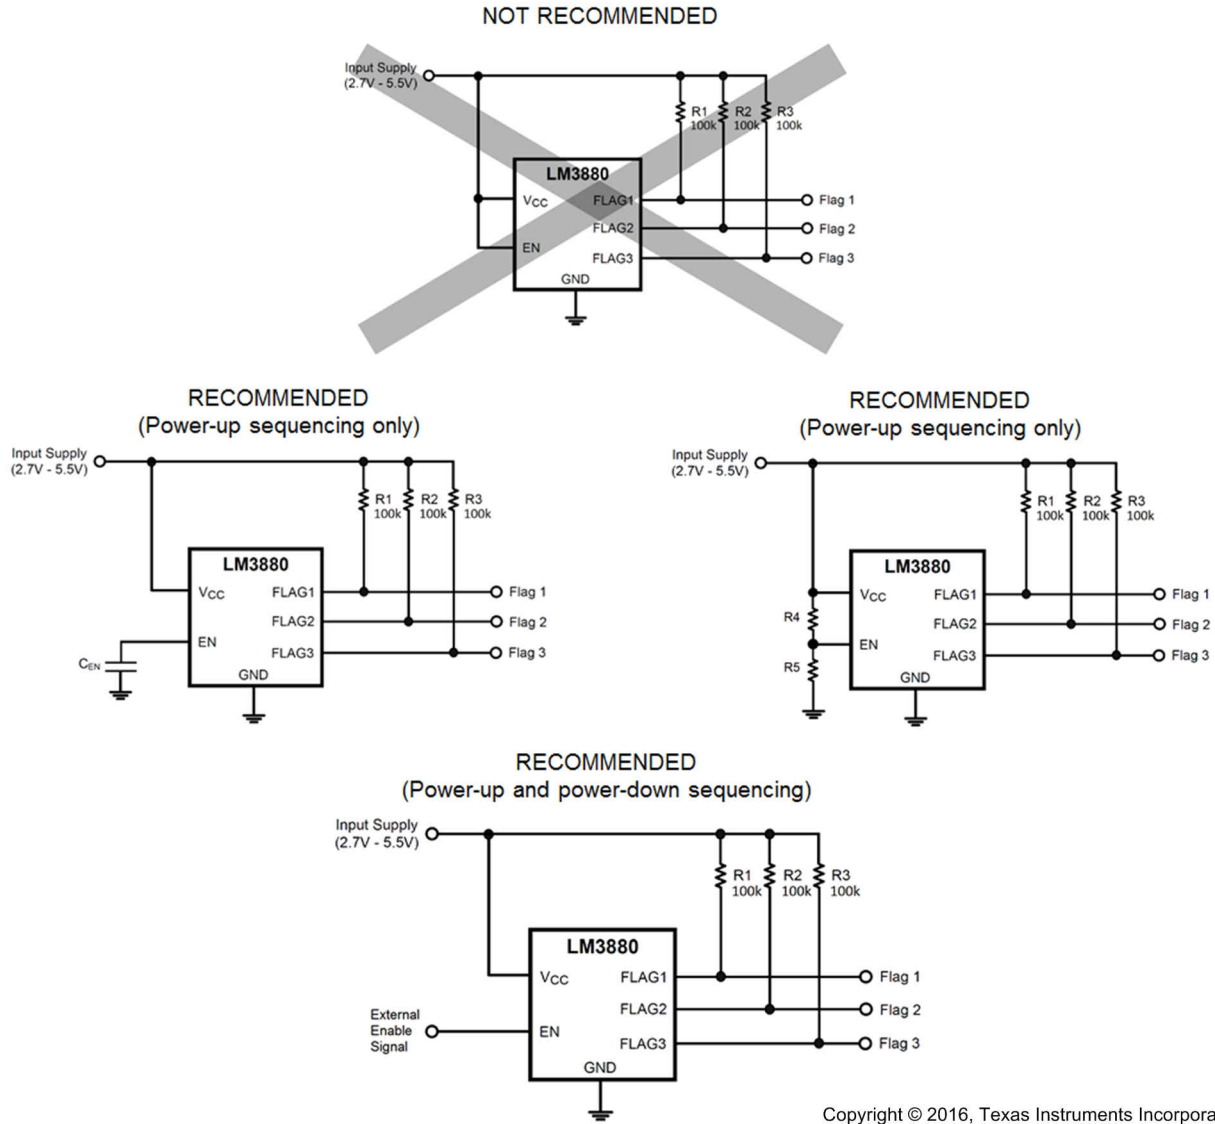 NOT RECOMMENDED
Input Supply
(2.7V - 5.5V)
R1
100k
R2
100k
R3
100k
LM3880
VCC
FLAG1
Flag 1
FLAG2
Flag 2
EN
FLAG3
Flag 3
GND
RECOMMENDED
(Power-up sequencing only)
Input Supply
(2.7V - 5.5V)
R1
100k
R2
100k
R3
100k
LM3880
VCC
FLAG1
Flag 1
FLAG2
Flag 2
EN
FLAG3
Flag 3
CEN
GND
RECOMMENDED
(Power-up sequencing only)
Input Supply
(2.7V - 5.5V)
R1
100k
R2
100k
R3
100k
LM3880
VCC
FLAG1
Flag 1
R4
FLAG2
Flag 2
EN
FLAG3
Flag 3
R5
GND
RECOMMENDED
(Power-up and power-down sequencing)
Input Supply
(2.7V - 5.5V)
R1
100k
R2
100k
R3
100k
LM3880
VCC
FLAG1
Flag 1
FLAG2
Flag 2
External
Enable
Signal
EN
FLAG3
Flag 3
GND
Copyright © 2016, Texas Instruments Incorpora